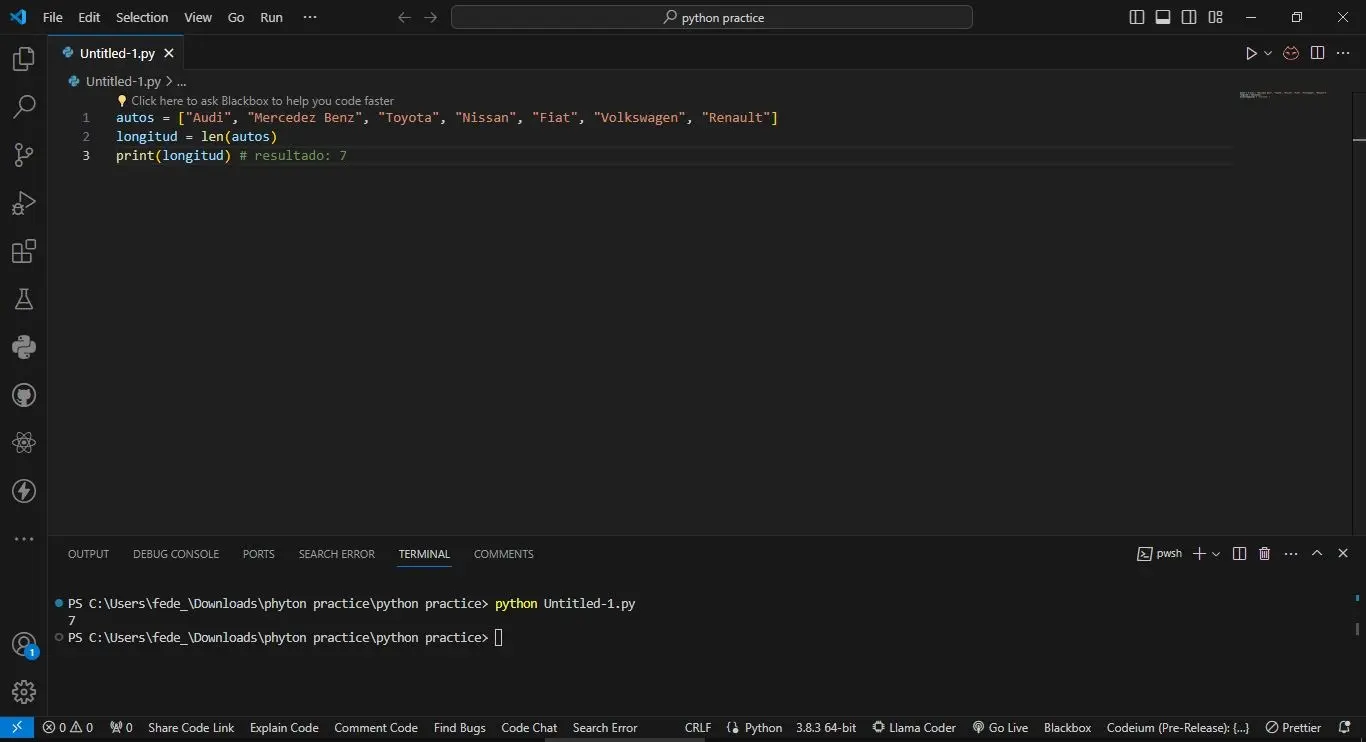 File Edit Selection View Go Run ···
python practice
Untitled-1.py
Untitled-1.py > ...
Click here to ask Blackbox to help you code faster
1 autos = ["Audi", "Mercedez Benz", "Toyota", "Nissan", "Fiat", "Volkswagen", "Renault"]
2 longitud = len(autos)
3 print(longitud) # resultado: 7
OUTPUT DEBUG CONSOLE PORTS SEARCH ERROR TERMINAL COMMENTS
pwsh
PS C:\Users\fede_\Downloads\phyton practice\python practice> python Untitled-1.py
7
PS C:\Users\fede_\Downloads\phyton practice\python practice>
1
0 0 0 Share Code Link Explain Code Comment Code Find Bugs Code Chat Search Error CRLF Python 3.8.3 64-bit Llama Coder Go Live Blackbox Codeium (Pre-Release): {...} Prettier